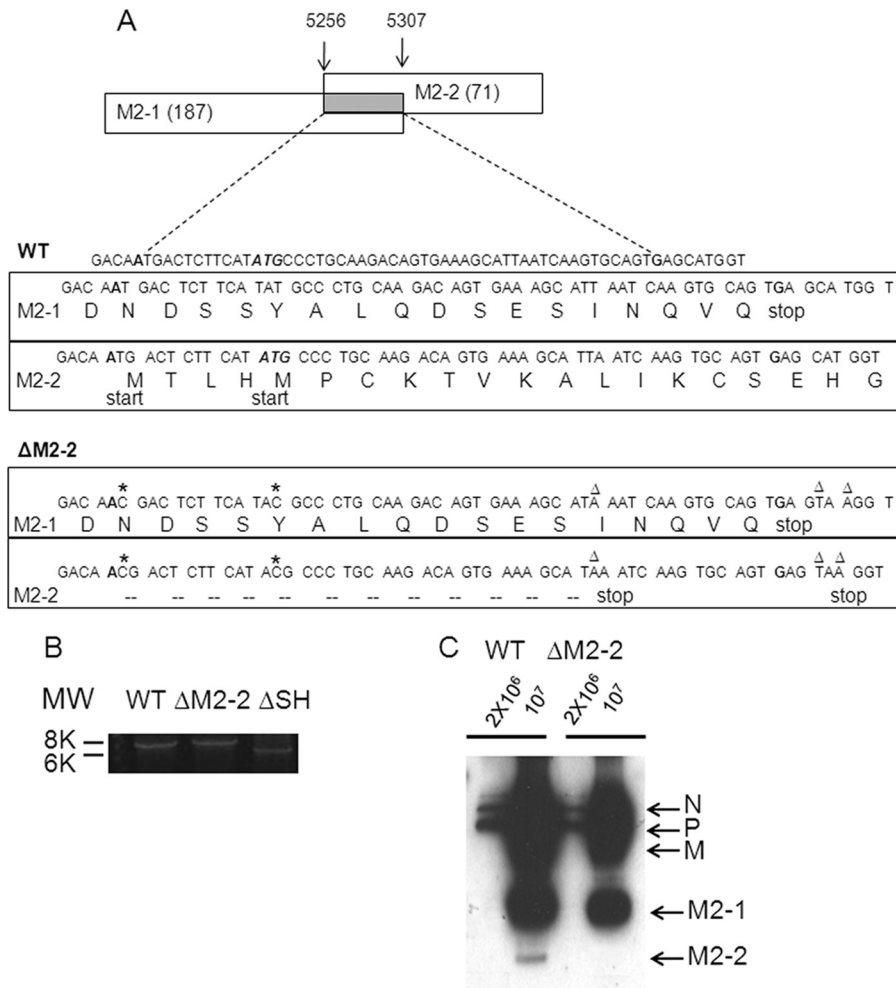 A
5256 5307
M2-2 (71)
M2-1 (187)
WT
GACAATGACTCTTCATATGCCCTGCAAGACAGTGAAAGCATTAATCAAGTGCAGTGAGCATGGT
GAC AAT GAC TCT TCA TAT GCC CTG CAA GAC AGT GAA AGC ATT AAT CAA GTG CAG TGA GCA TGG T
M2-1 D N D S S Y A L Q D S E S I N Q V Q stop
GACA ATG ACT CTT CAT ATG CCC TGC AAG ACA GTG AAA GCA TTA ATC AAG TGC AGT GAG CAT GGT
M2-2 M T L H M P C K T V K A L I K C S E H G
start start
ΔM2-2
* * Δ Δ Δ
GAC AAC GAC TCT TCA TAC GCC CTG CAA GAC AGT GAA AGC ATA AAT CAA GTG CAG TGA GTA AGG T
M2-1 D N D S S Y A L Q D S E S I N Q V Q stop
* * Δ Δ Δ
GACA ACG ACT CTT CAT ACG CCC TGC AAG ACA GTG AAA GCA TAA ATC AAG TGC AGT GAG TAA GGT
M2-2 -- -- -- -- -- -- -- -- -- -- -- -- stop stop
B
MW WT ΔM2-2 ΔSH
8K
6K
C
WT ΔM2-2
2X10⁶ 10⁷ 2X10⁶ 10⁷
N
P
M
M2-1
M2-2